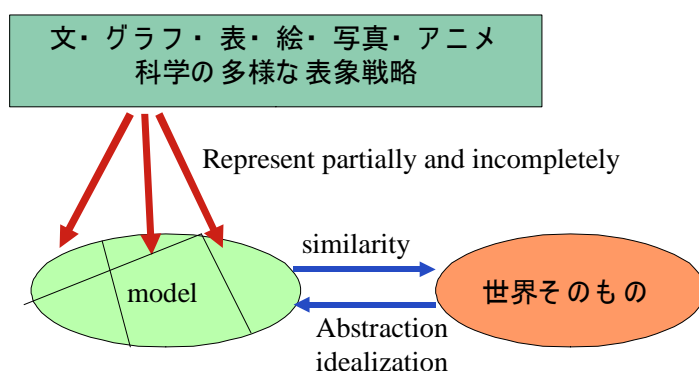 文・グラフ・表・絵・写真・アニメ
科学の多様な表象戦略
Represent partially and incompletely
similarity
model
世界そのもの
Abstraction
idealization